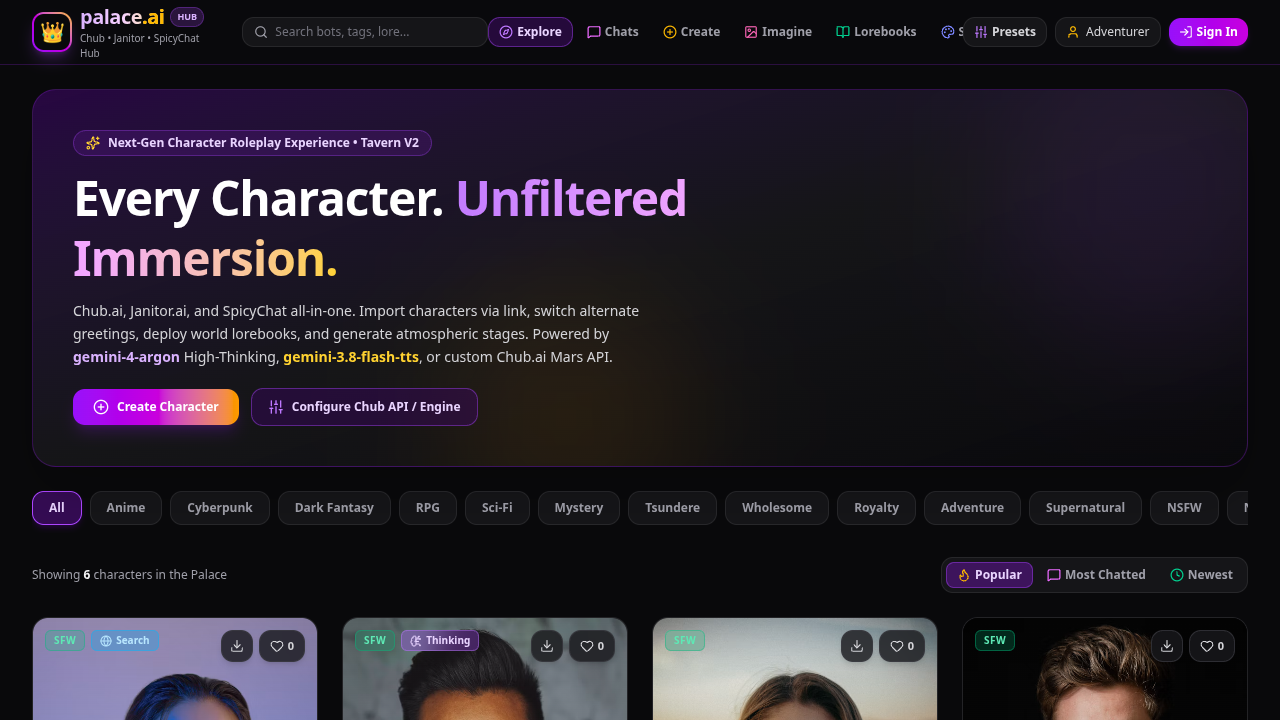 palace.ai HUB
Chub • Janitor • SpicyChat
Hub
Search bots, tags, lore...
Explore
Chats
Create
Imagine
Lorebooks
Presets
Adventurer
Sign In
Next-Gen Character Roleplay Experience • Tavern V2
Every Character. Unfiltered
Immersion.
Chub.ai, Janitor.ai, and SpicyChat all-in-one. Import characters via link, switch alternate
greetings, deploy world lorebooks, and generate atmospheric stages. Powered by
gemini-4-argon High-Thinking, gemini-3.8-flash-tts, or custom Chub.ai Mars API.
Create Character
Configure Chub API / Engine
All
Anime
Cyberpunk
Dark Fantasy
RPG
Sci-Fi
Mystery
Tsundere
Wholesome
Royalty
Adventure
Supernatural
NSFW
Showing 6 characters in the Palace
Popular
Most Chatted
Newest
SFW
Search
0
SFW
Thinking
0
SFW
0
SFW
0